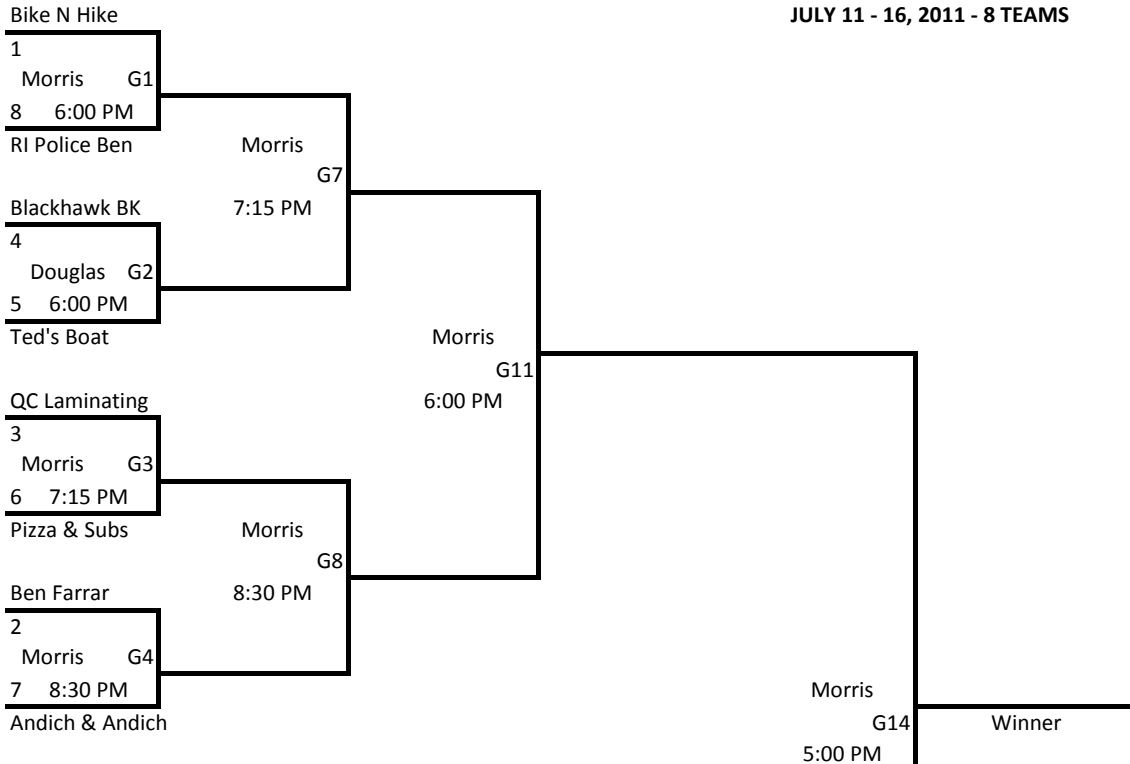 Bike N Hike
JULY 11 - 16, 2011 - 8 TEAMS
1
Morris G1
8 6:00 PM
RI Police Ben
Morris
G7
7:15 PM
Blackhawk BK
4
Douglas G2
5 6:00 PM
Ted's Boat
Morris
G11
6:00 PM
QC Laminating
3
Morris G3
6 7:15 PM
Pizza & Subs
Morris
G8
8:30 PM
Ben Farrar
2
Morris G4
7 8:30 PM
Andich & Andich
Morris
G14
5:00 PM
Winner